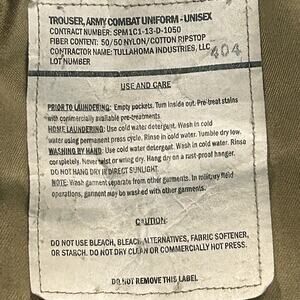 TROUSER, ARMY COMBAT UNIFORM - UNISEX
CONTRACT NUMBER: SPM1C1-13-D-1050
FIBER CONTENT: 50/50 NYLON/COTTON RIPSTOP
CONTRACTOR NAME: TULLAHOMA INDUSTRIES, LLC
LOT NUMBER
404
USE AND CARE
PRIOR TO LAUNDERING: Empty pockets. Turn inside out. Pre-treat stains
with commercially available pre-treatments.
HOME LAUNDERING: Use cold water detergent. Wash in cold
water using permanent press cycle. Rinse in cold water. Tumble dry low.
WASHING BY HAND: Use cold water detergent. Wash in cold water. Rinse
completely. Never twist or wring dry. Hang dry on a rust-proof hanger.
DO NOT HANG DRY IN DIRECT SUNLIGHT.
NOTE: Wash garment separate from other garments. In military field
operations, garment may be washed with other garments.
CAUTION:
DO NOT USE BLEACH, BLEACH ALTERNATIVES, FABRIC SOFTENER,
OR STARCH. DO NOT DRY CLEAN OR COMMERCIALLY HOT PRESS.
DO NOT REMOVE THIS LABEL